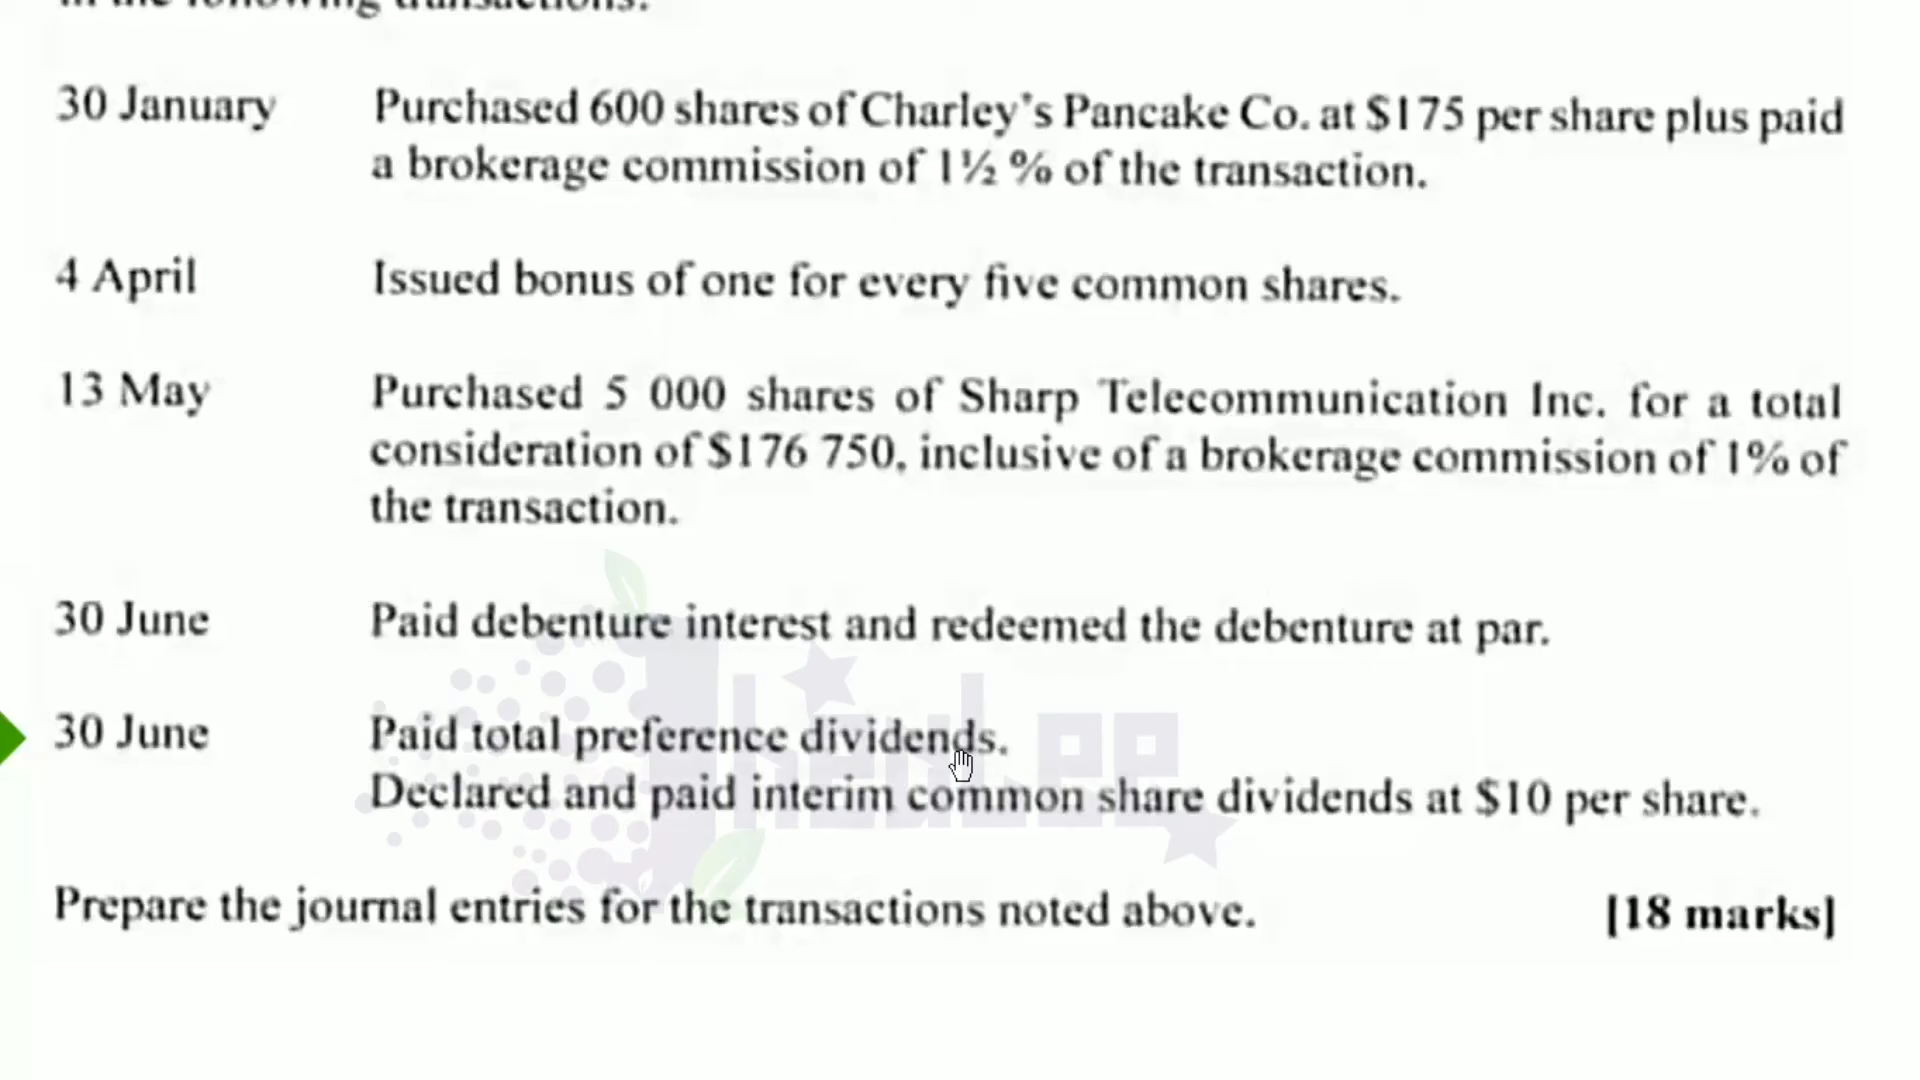 in the following transactions:
30 January Purchased 600 shares of Charley's Pancake Co. at $175 per share plus paid
a brokerage commission of 1½ % of the transaction.
4 April Issued bonus of one for every five common shares.
13 May Purchased 5 000 shares of Sharp Telecommunication Inc. for a total
consideration of $176 750, inclusive of a brokerage commission of 1% of
the transaction.
30 June Paid debenture interest and redeemed the debenture at par.
30 June Paid total preference dividends.
Declared and paid interim common share dividends at $10 per share.
Prepare the journal entries for the transactions noted above. [18 marks]